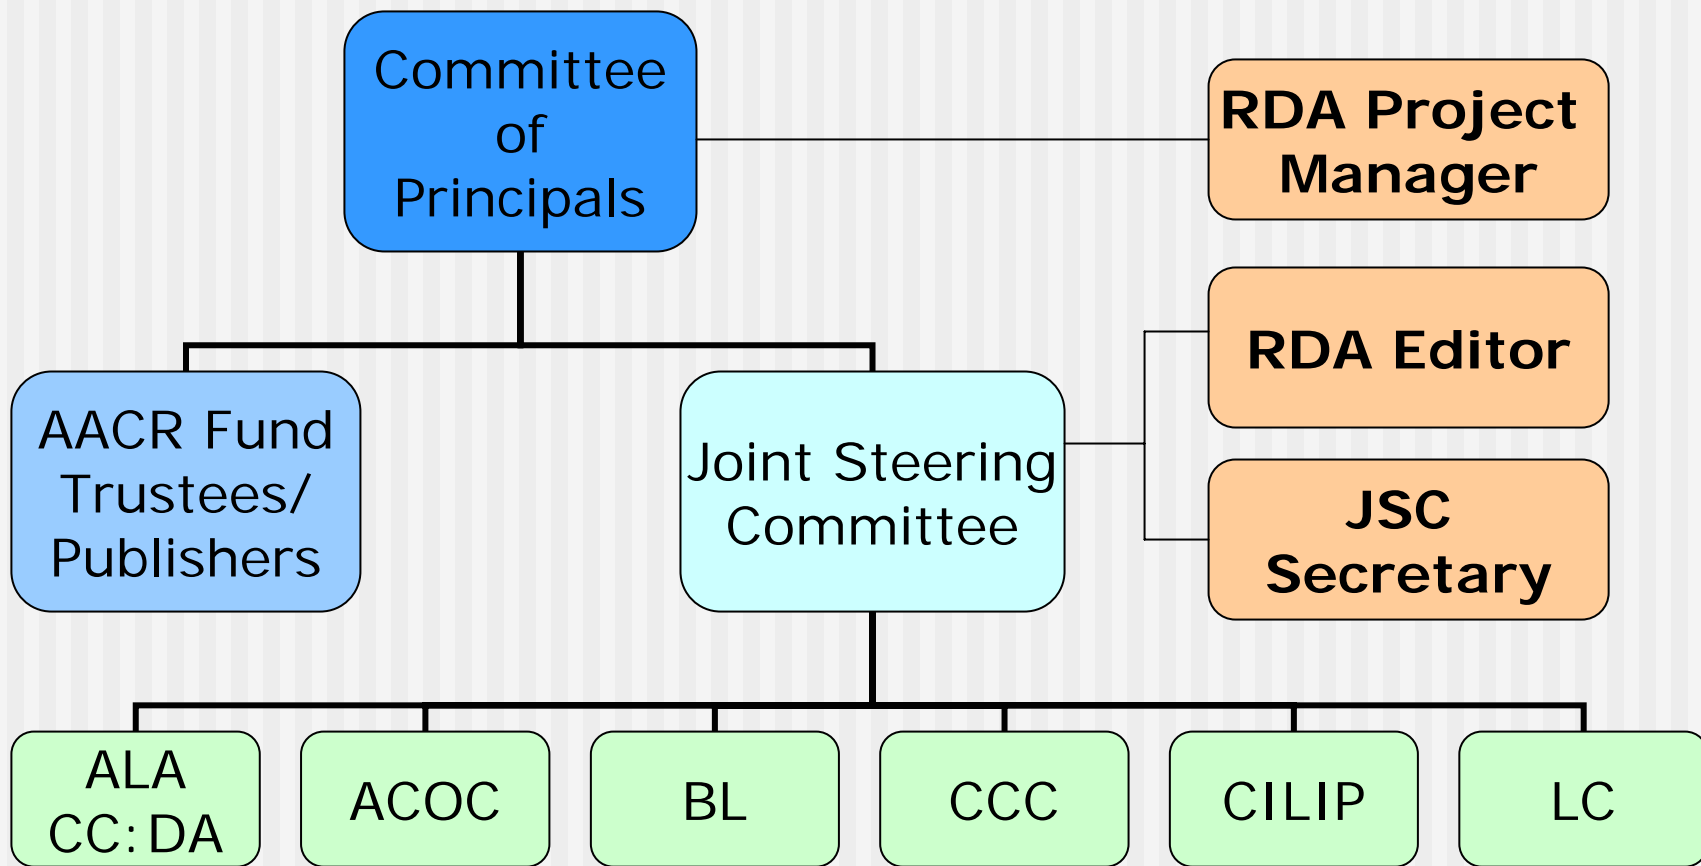 Committee
of
Principals
RDA Project
Manager
RDA Editor
AACR Fund
Trustees/
Publishers
Joint Steering
Committee
JSC
Secretary
ALA
CC:DA
ACOC
BL
CCC
CILIP
LC